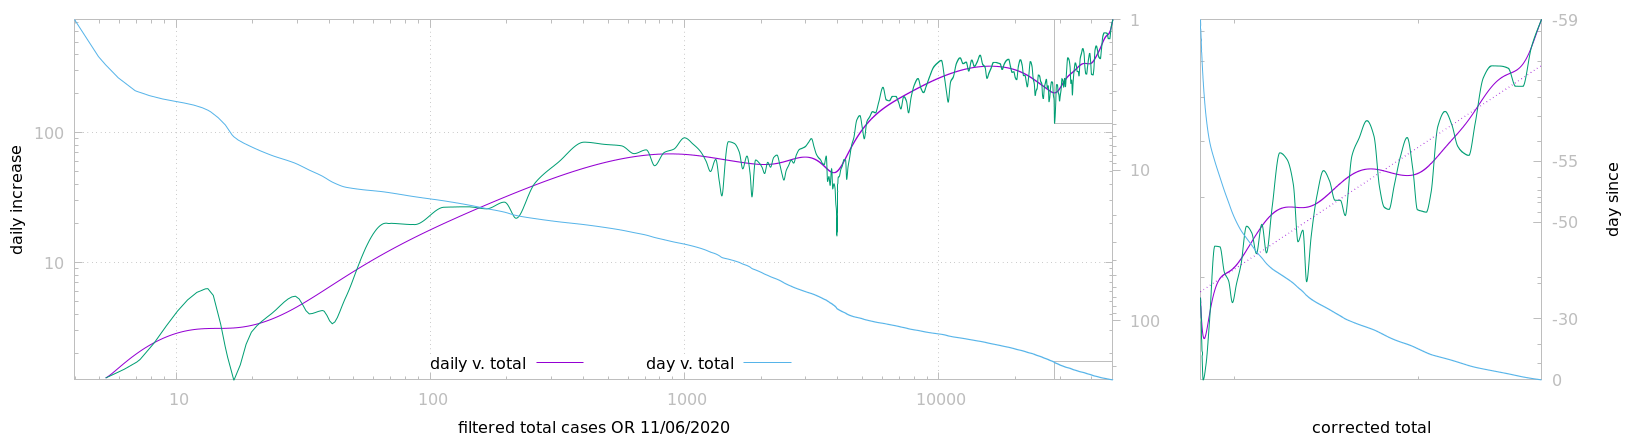 daily increase
100
10
daily v. total
day v. total
10
100
1000
10000
filtered total cases OR 11/06/2020
1
10
100
-59
-55
-50
-30
0
day since
corrected total